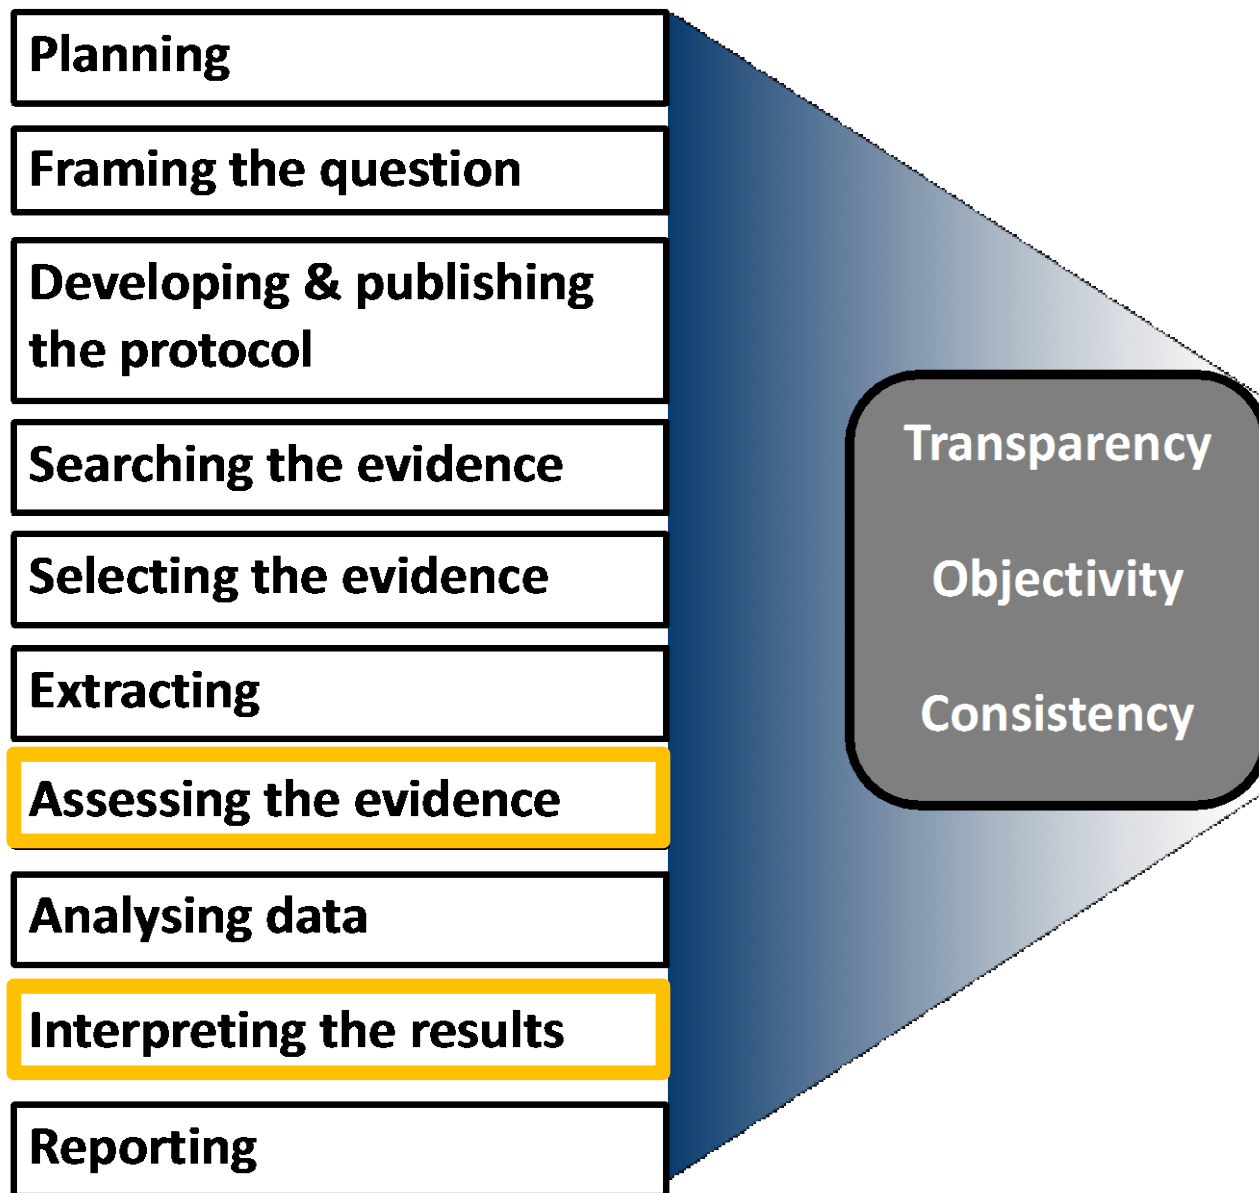 Planning
Framing the question
Developing & publishing
the protocol
Searching the evidence
Selecting the evidence
Extracting
Assessing the evidence
Analysing data
Interpreting the results
Reporting
Transparency
Objectivity
Consistency